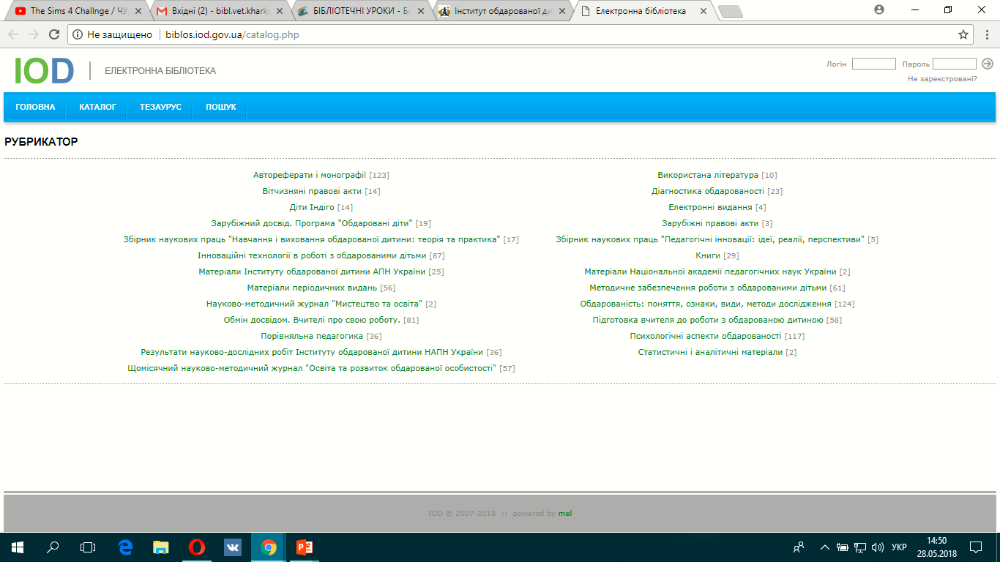 The Sims 4 Challnge / ЧУ
Вхідні (2) - bibl.vet.kharko
БІБЛІОТЕЧНІ УРОКИ - Бі
Інститут обдарованої ди
Електронна бібліотека
Не защищено
biblos.iod.gov.ua/catalog.php
IOD
ЕЛЕКТРОННА БІБЛІОТЕКА
Логін
Пароль
Не зареєстровані?
ГОЛОВНА
КАТАЛОГ
ТЕЗАУРУС
ПОШУК
РУБРИКАТОР
Автореферати і монографії [123]
Використана література [10]
Вітчизняні правові акти [14]
Діагностика обдарованості [23]
Діти Індіго [14]
Електронні видання [4]
Зарубіжний досвід. Програма "Обдаровані діти" [19]
Зарубіжні правові акти [3]
Збірник наукових праць "Навчання і виховання обдарованої дитини: теорія та практика" [17]
Збірник наукових праць "Педагогічні інновації: ідеї, реалії, перспективи" [5]
Інноваційні технології в роботі з обдарованими дітьми [87]
Книги [29]
Матеріали Інституту обдарованої дитини АПН України [25]
Матеріали Національної академії педагогічних наук України [2]
Матеріали періодичних видань [56]
Методичне забезпечення роботи з обдарованими дітьми [61]
Науково-методичний журнал "Мистецтво та освіта" [2]
Обдарованість: поняття, ознаки, види, методи дослідження [124]
Обмін досвідом. Вчителі про свою роботу. [81]
Підготовка вчителя до роботи з обдарованою дитиною [58]
Порівняльна педагогика [36]
Психологічні аспекти обдарованості [117]
Результати науково-дослідних робіт Інституту обдарованої дитини НАПН України [36]
Статистичні і аналітичні матеріали [2]
Щомісячний науково-методичний журнал "Освіта та розвиток обдарованої особистості" [57]
IOD © 2007-2018 :: powered by mel
УКР
14:50
28.05.2018